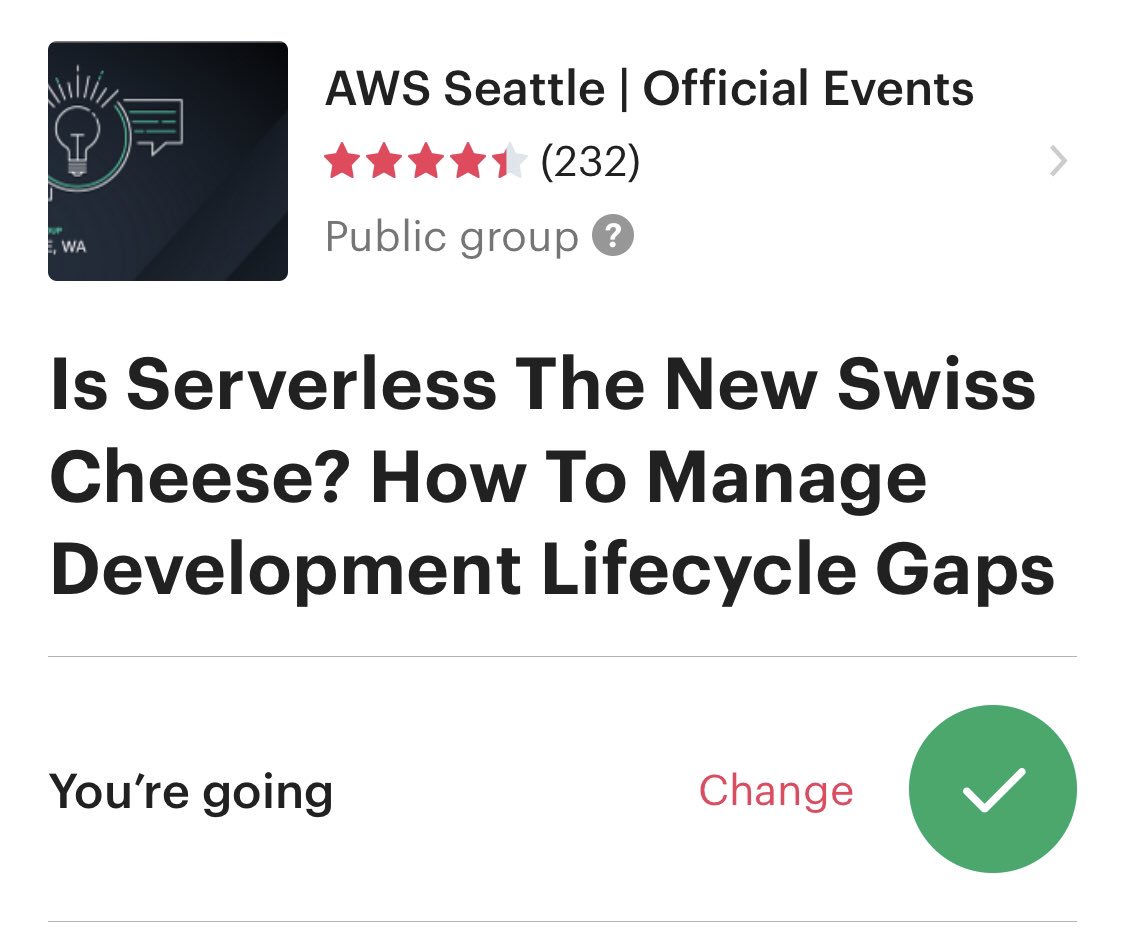 AWS Seattle | Official Events
(232)
Public group ?
E, WA
Is Serverless The New Swiss
Cheese? How To Manage
Development Lifecycle Gaps
You’re going
Change